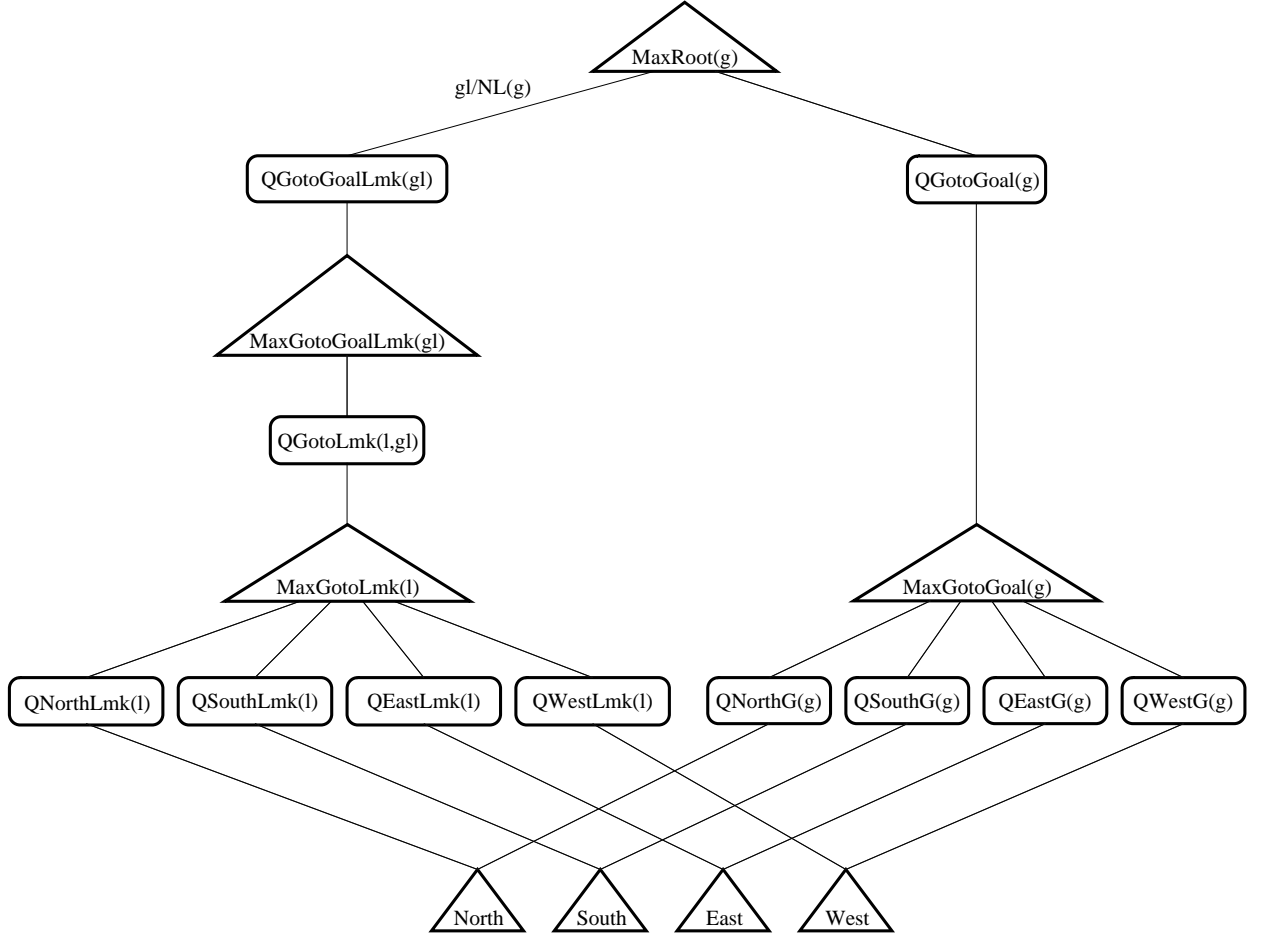 MaxRoot(g)
gl/NL(g)
QGotoGoalLmk(gl)
QGotoGoal(g)
MaxGotoGoalLmk(gl)
QGotoLmk(l,gl)
MaxGotoLmk(l)
MaxGotoGoal(g)
QNorthLmk(l)
QSouthLmk(l)
QEastLmk(l)
QWestLmk(l)
QNorthG(g)
QSouthG(g)
QEastG(g)
QWestG(g)
North
South
East
West